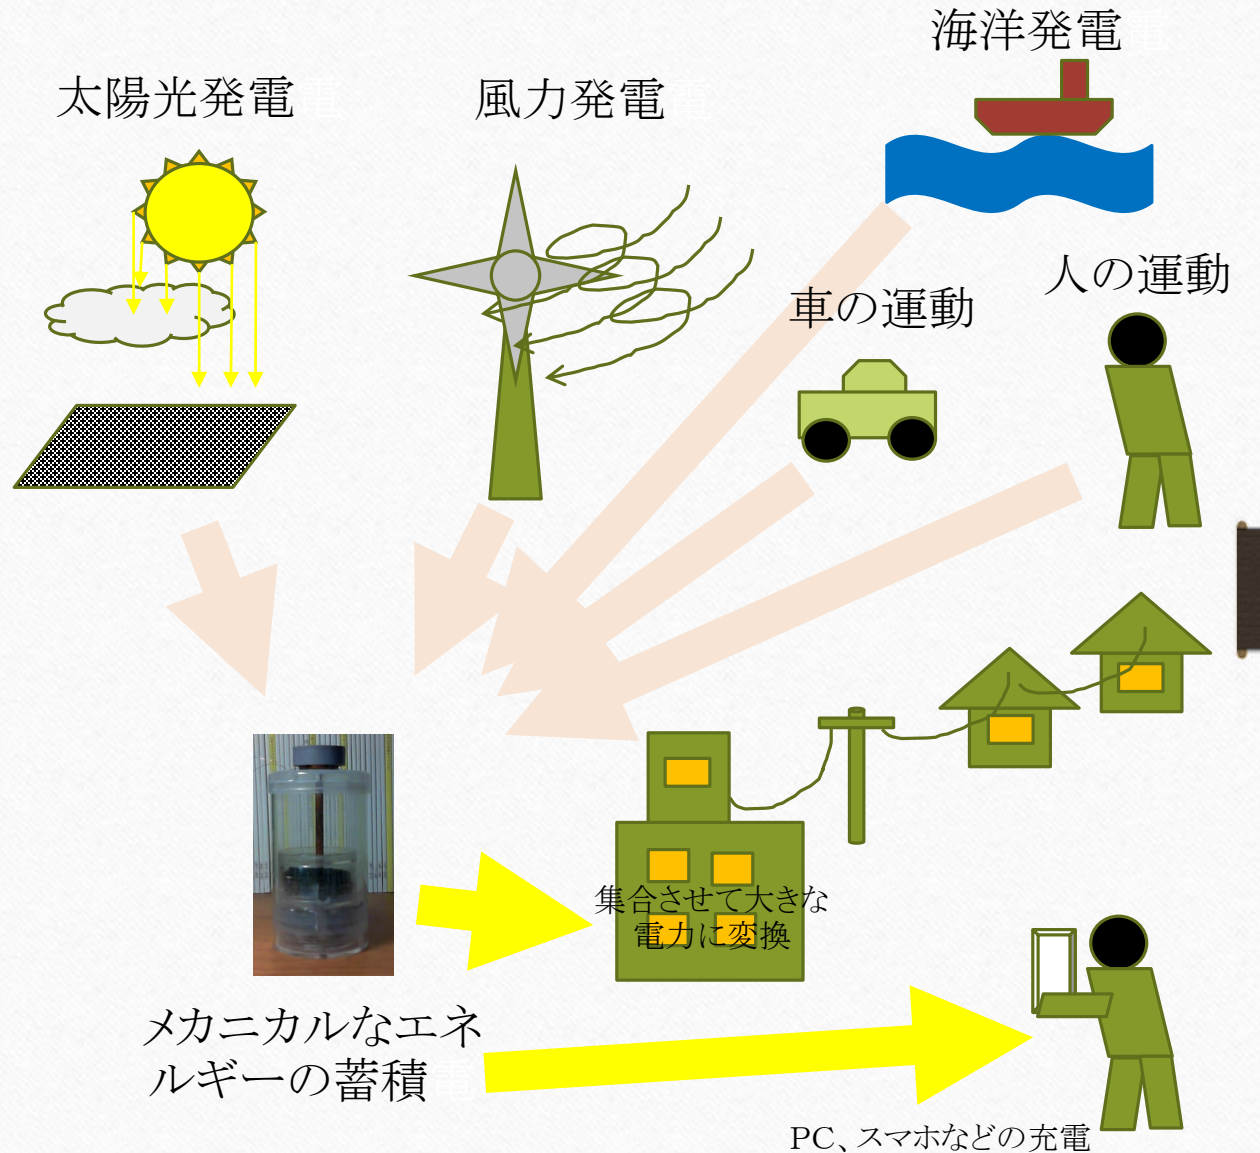 海洋発電
太陽光発電
風力発電
人の運動
車の運動
集合させて大きな
電力に変換
メカニカルなエネ
ルギーの蓄積
PC、スマホなどの充電